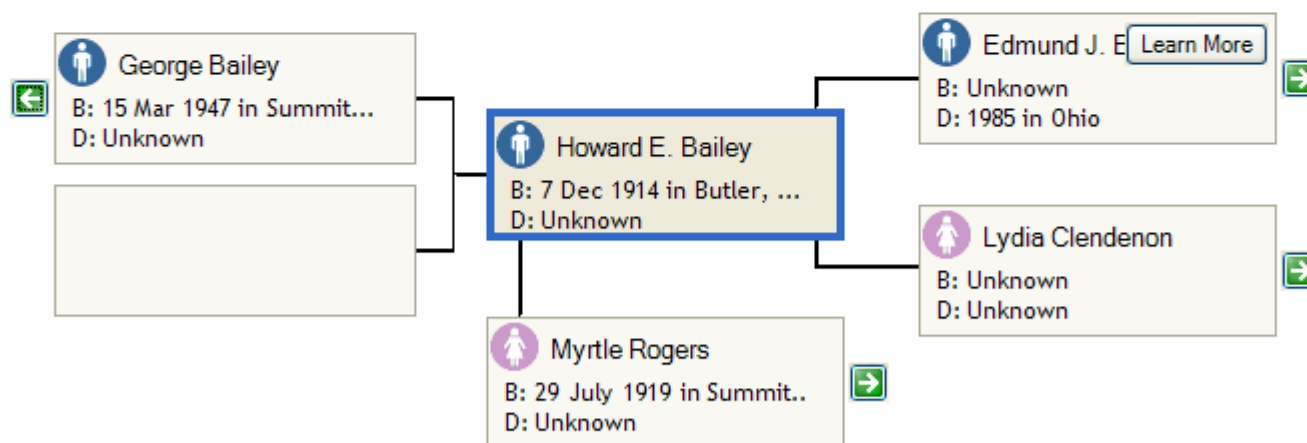 George Bailey
B: 15 Mar 1947 in Summit...
D: Unknown
Howard E. Bailey
B: 7 Dec 1914 in Butler, ...
D: Unknown
Myrtle Rogers
B: 29 July 1919 in Summit..
D: Unknown
Edmund J.
Learn More
B: Unknown
D: 1985 in Ohio
Lydia Clendenon
B: Unknown
D: Unknown